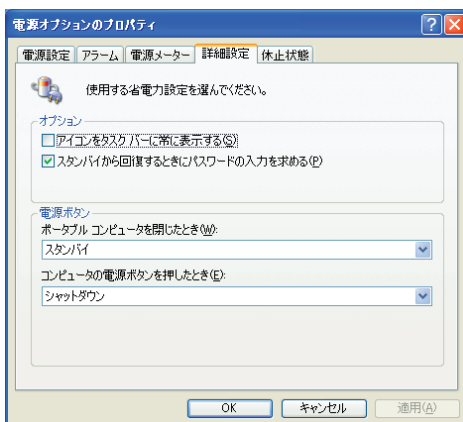 電源オプションのプロパティ
電源設定 アラーム 電源メーター 詳細設定 休止状態
使用する省電力設定を選んでください。
オプション
アイコンをタスク バーに常に表示する(S)
スタンバイから回復するときにパスワードの入力を求める(P)
電源ボタン
ポータブル コンピュータを閉じたとき(W):
スタンバイ
コンピュータの電源ボタンを押したとき(E):
シャットダウン
OK キャンセル 適用(A)